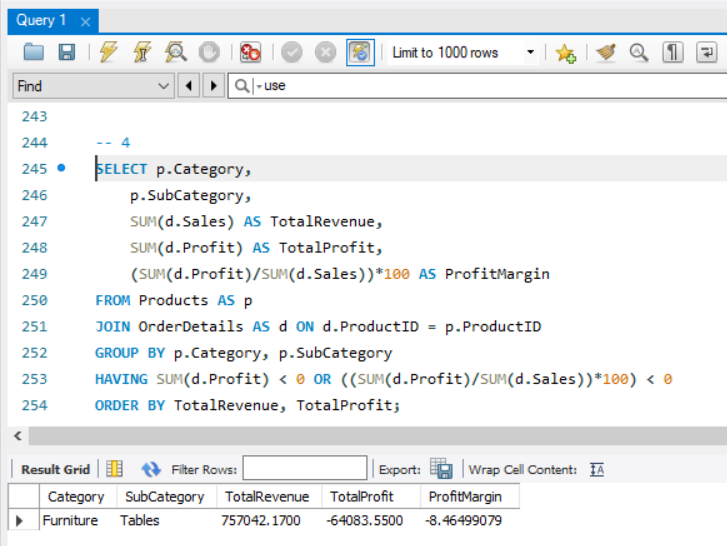 Query 1
Limit to 1000 rows
Find use
243
244 -- 4
245 SELECT p.Category,
246 p.SubCategory,
247 SUM(d.Sales) AS TotalRevenue,
248 SUM(d.Profit) AS TotalProfit,
249 (SUM(d.Profit)/SUM(d.Sales))*100 AS ProfitMargin
250 FROM Products AS p
251 JOIN OrderDetails AS d ON d.ProductID = p.ProductID
252 GROUP BY p.Category, p.SubCategory
253 HAVING SUM(d.Profit) < 0 OR ((SUM(d.Profit)/SUM(d.Sales))*100) < 0
254 ORDER BY TotalRevenue, TotalProfit;
Result Grid Filter Rows: Export: Wrap Cell Content:
Category SubCategory TotalRevenue TotalProfit ProfitMargin
Furniture Tables 757042.1700 -64083.5500 -8.46499079